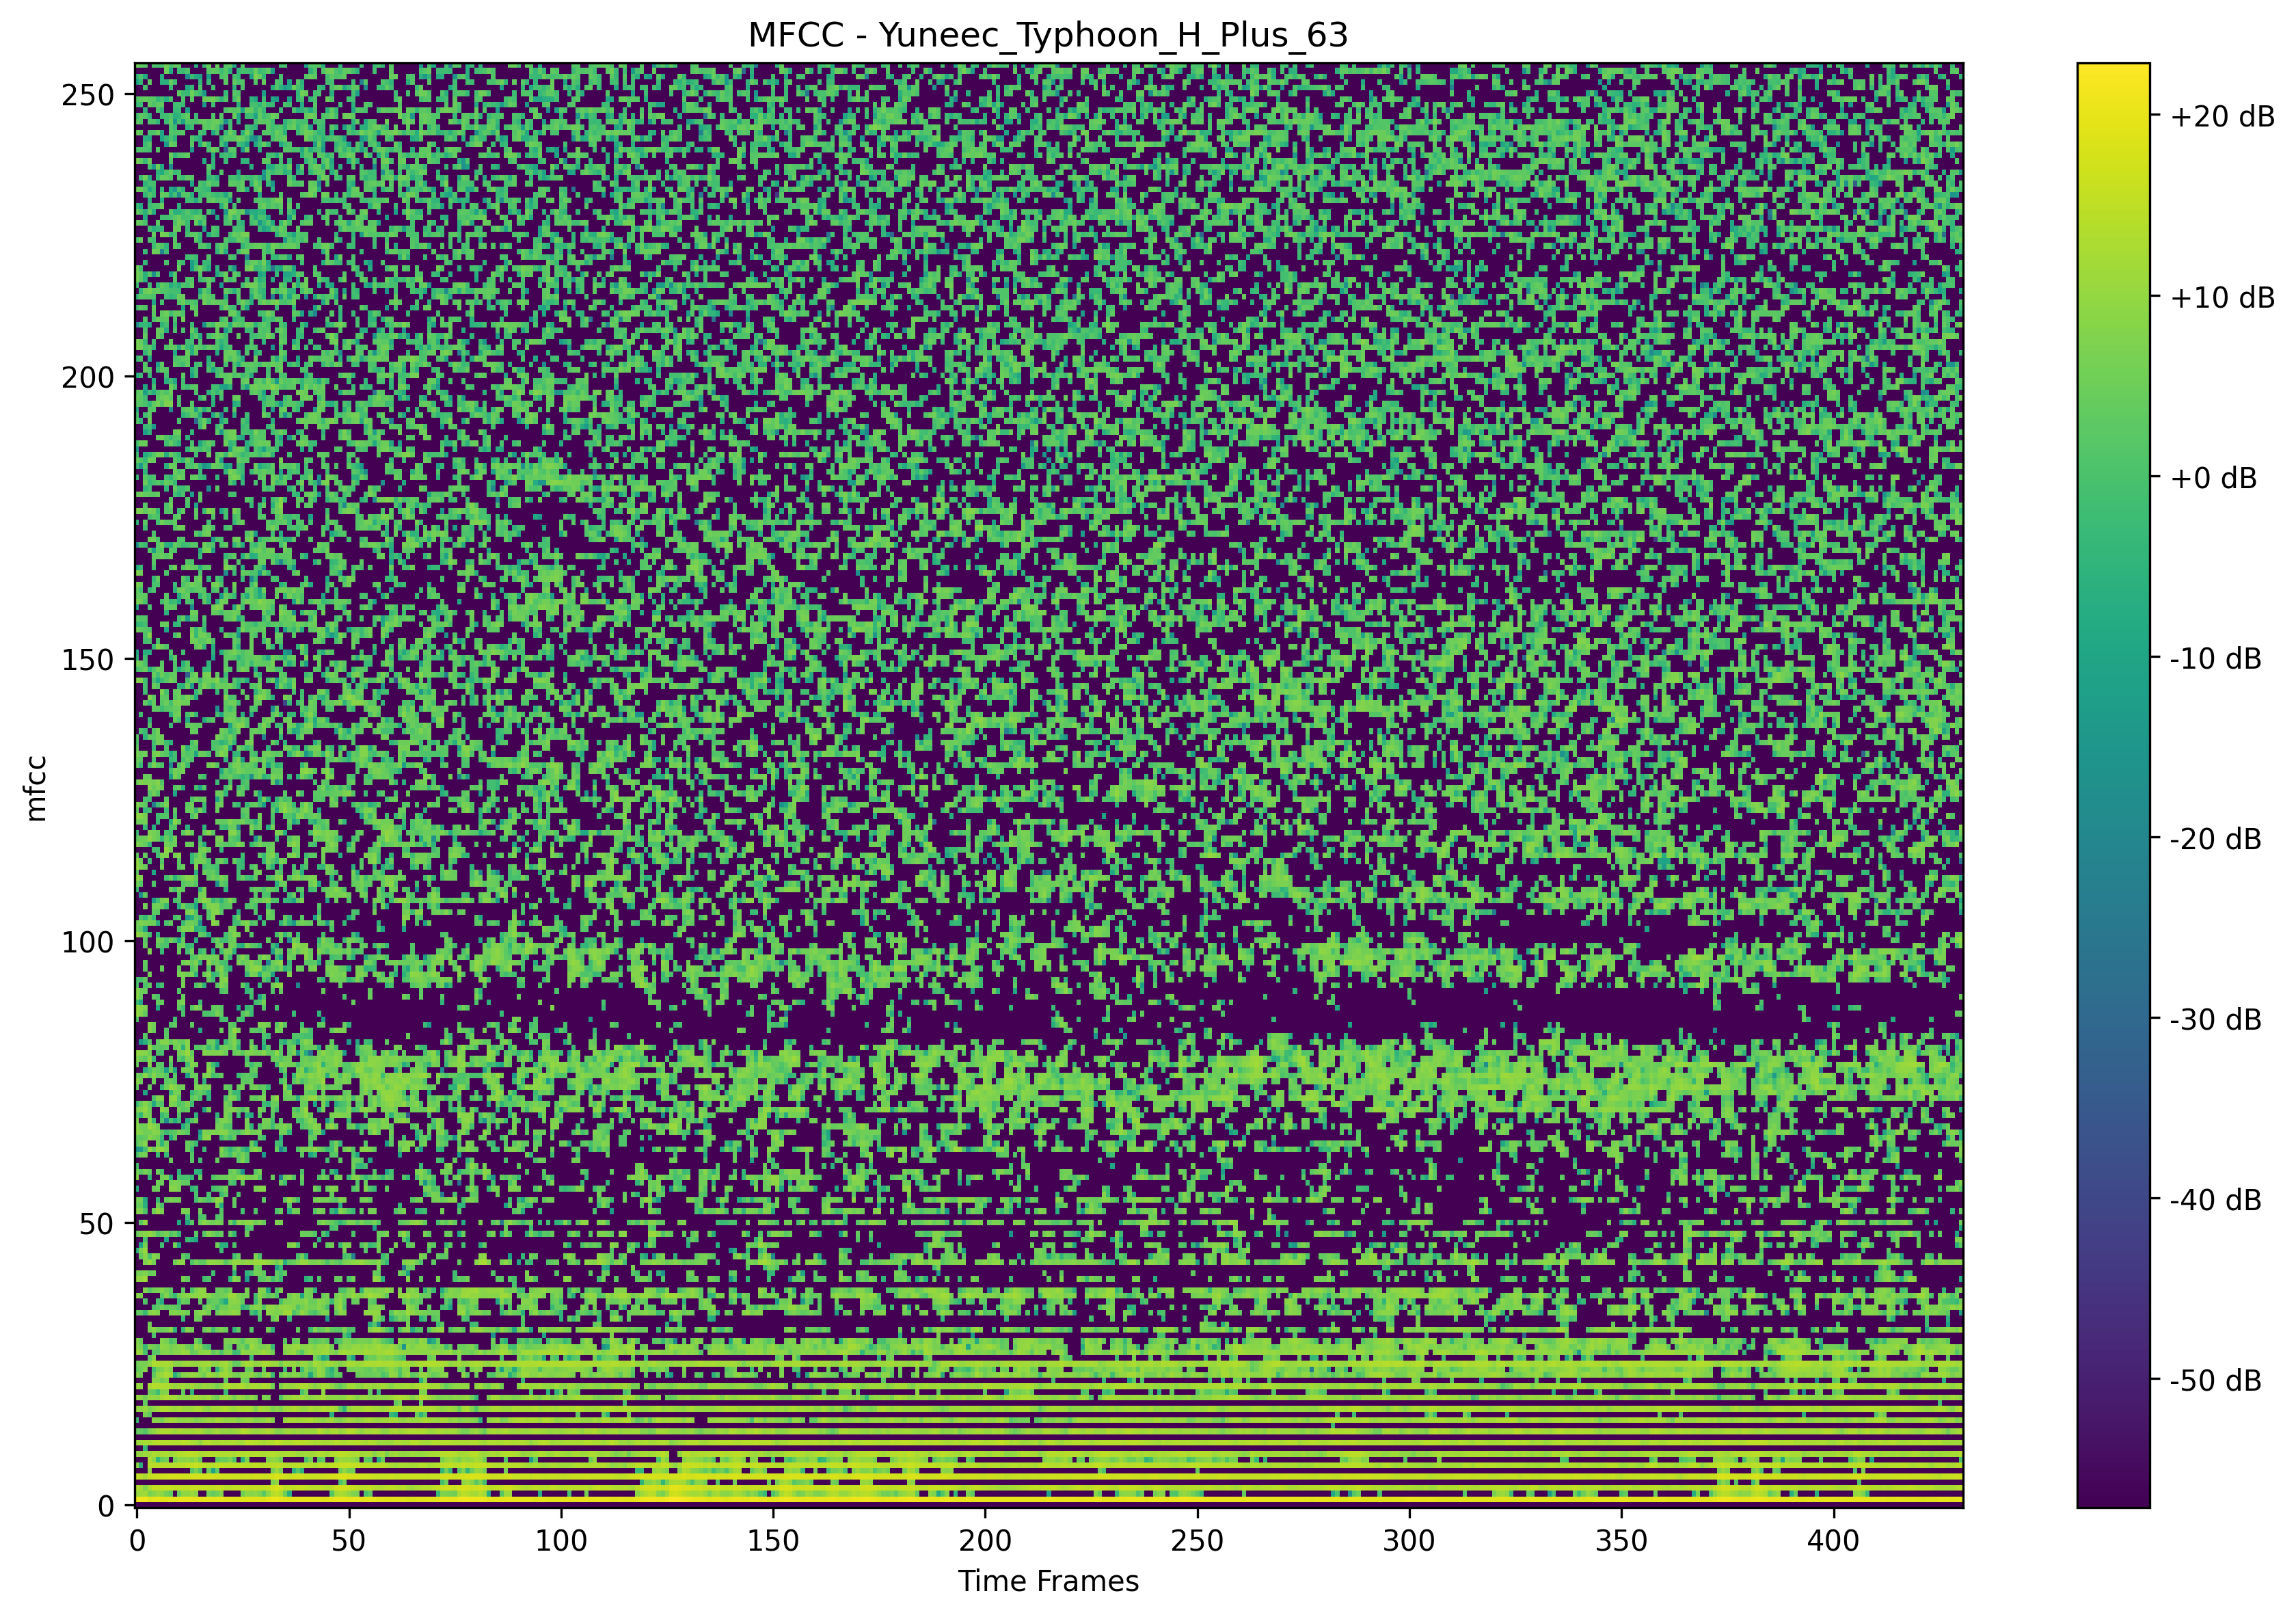 MFCC - Yuneec_Typhoon_H_Plus_63
250
200
150
100
50
0
mfcc
0 50 100 150 200 250 300 350 400
Time Frames
+20 dB
+10 dB
+0 dB
-10 dB
-20 dB
-30 dB
-40 dB
-50 dB